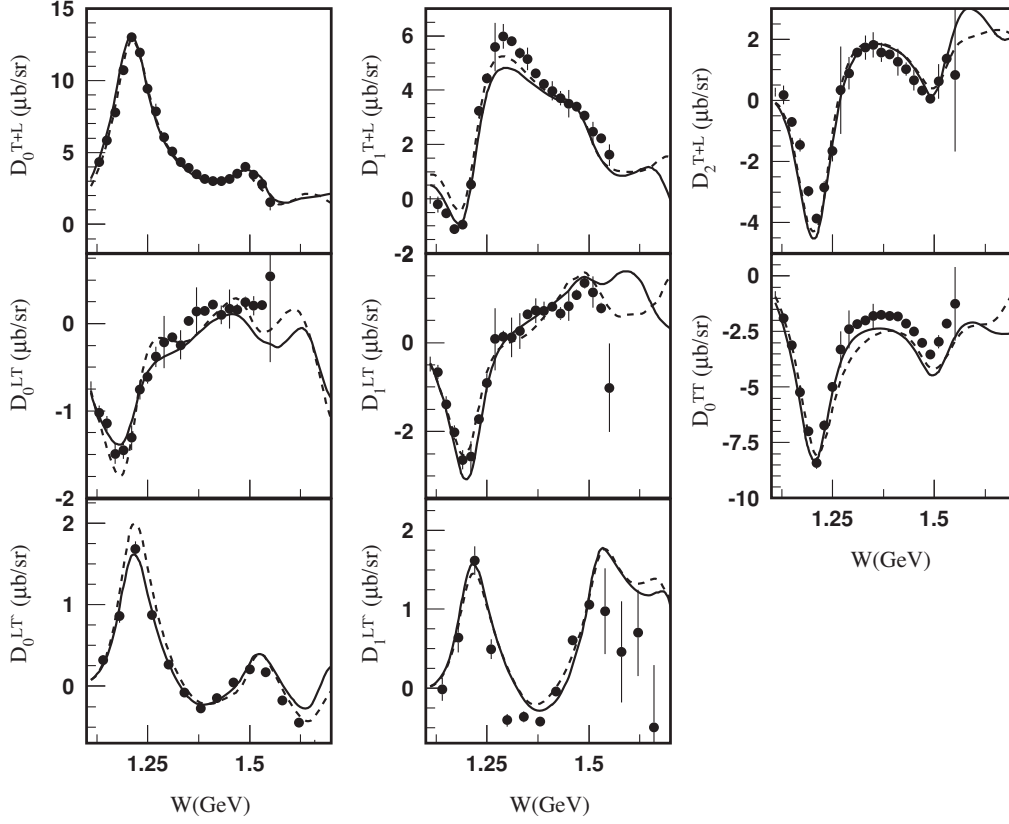 D₀ᵀ⁺ᴸ (μb/sr)
15
10
5
0
D₁ᵀ⁺ᴸ (μb/sr)
6
4
2
0
-2
D₂ᵀ⁺ᴸ (μb/sr)
2
0
-2
-4
D₀ᴸᵀ (μb/sr)
0
-1
-2
D₁ᴸᵀ (μb/sr)
0
-2
D₀ᵀᵀ (μb/sr)
0
-2.5
-5
-7.5
-10
1.25 1.5
W(GeV)
D₀ᴸᵀ′ (μb/sr)
2
1
0
1.25 1.5
W(GeV)
D₁ᴸᵀ′ (μb/sr)
2
1
0
1.25 1.5
W(GeV)